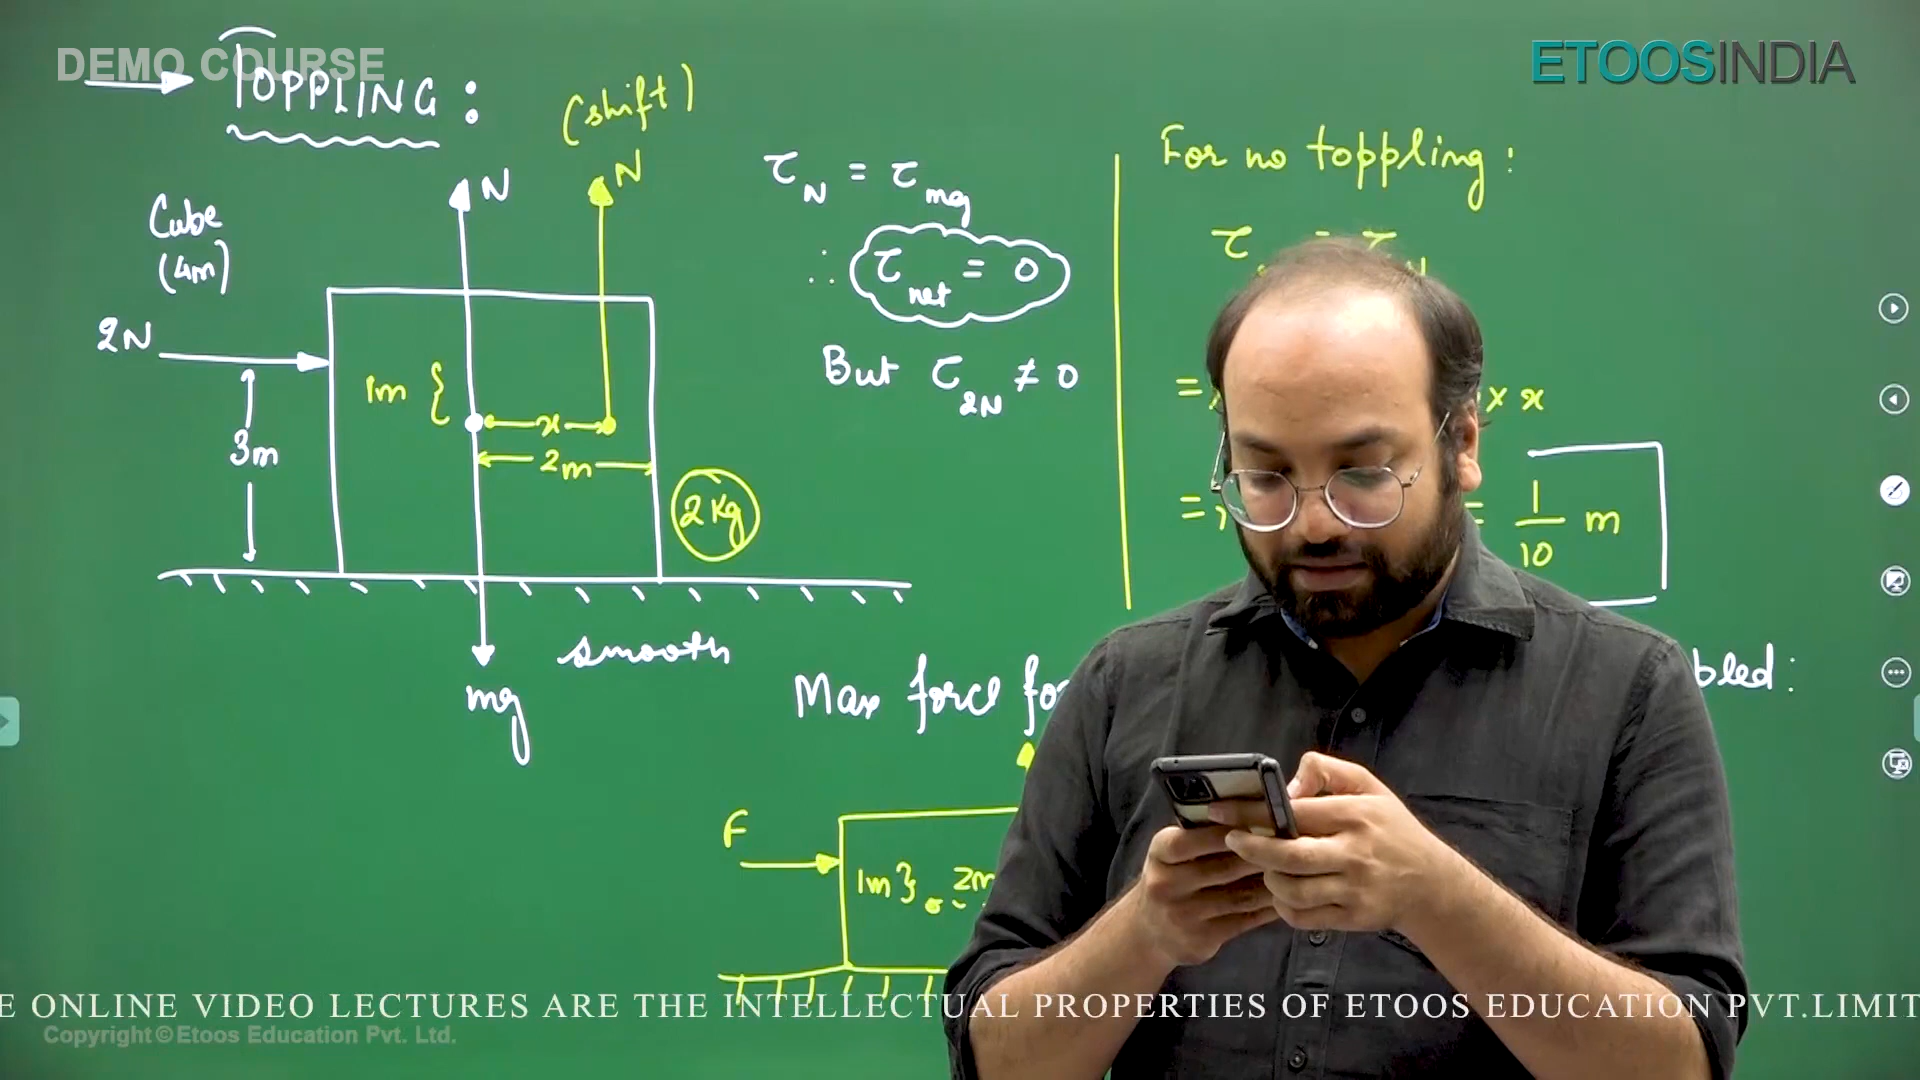 DEMO COURSE
ETOOSINDIA
TOPPLING :
(shift)
N
N
τN = τmg
For no toppling :
Cube
(4m)
∴ τnet = 0
2N
1m {
But τ2N ≠ 0
x
× x
3m
2m
2 Kg
= 1/10 m
smooth
mg
Max force
bled :
F
1m }
E ONLINE VIDEO LECTURES ARE THE INTELLECTUAL PROPERTIES OF ETOOS EDUCATION PVT.LIMIT
Copyright © Etoos Education Pvt. Ltd.